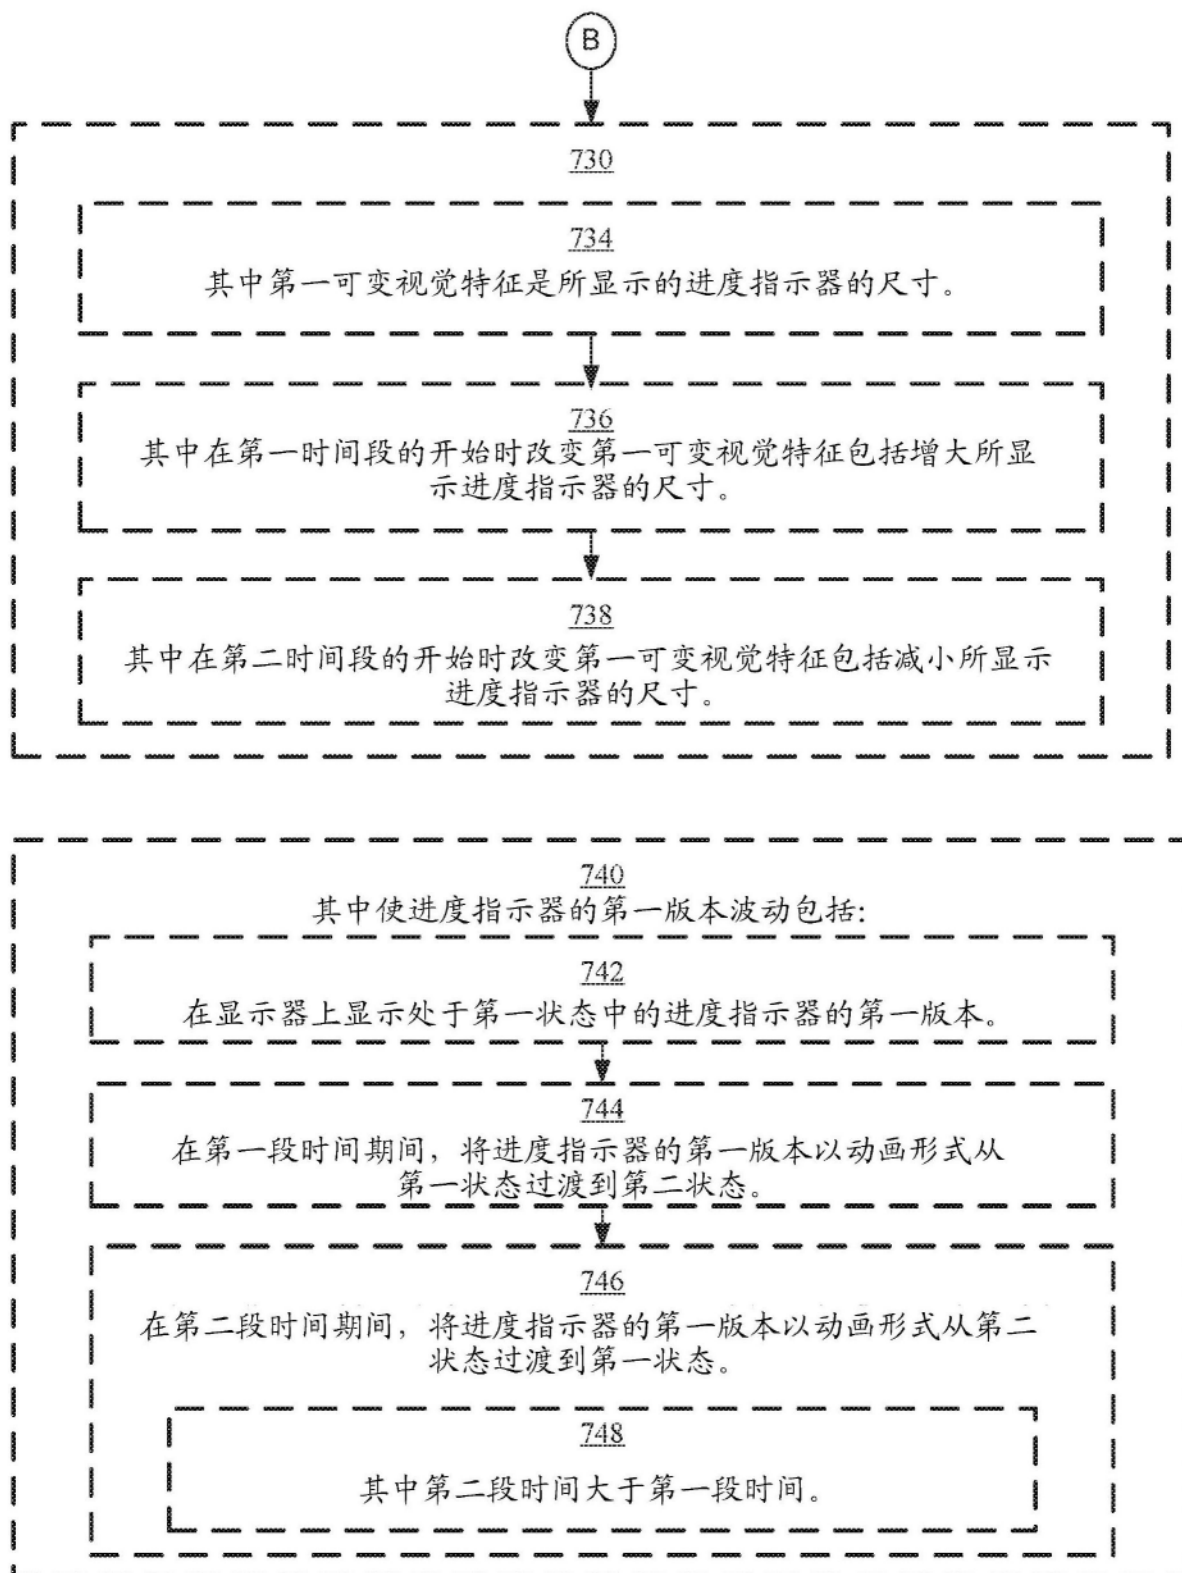 B
730
734
其中第一可变视觉特征是所显示的进度指示器的尺寸。
736
其中在第一时间段的开始时改变第一可变视觉特征包括增大所显
示进度指示器的尺寸。
738
其中在第二时间段的开始时改变第一可变视觉特征包括减小所显示
进度指示器的尺寸。
740
其中使进度指示器的第一版本波动包括:
742
在显示器上显示处于第一状态中的进度指示器的第一版本。
744
在第一段时间期间，将进度指示器的第一版本以动画形式从
第一状态过渡到第二状态。
746
在第二段时间期间，将进度指示器的第一版本以动画形式从第二
状态过渡到第一状态。
748
其中第二段时间大于第一段时间。